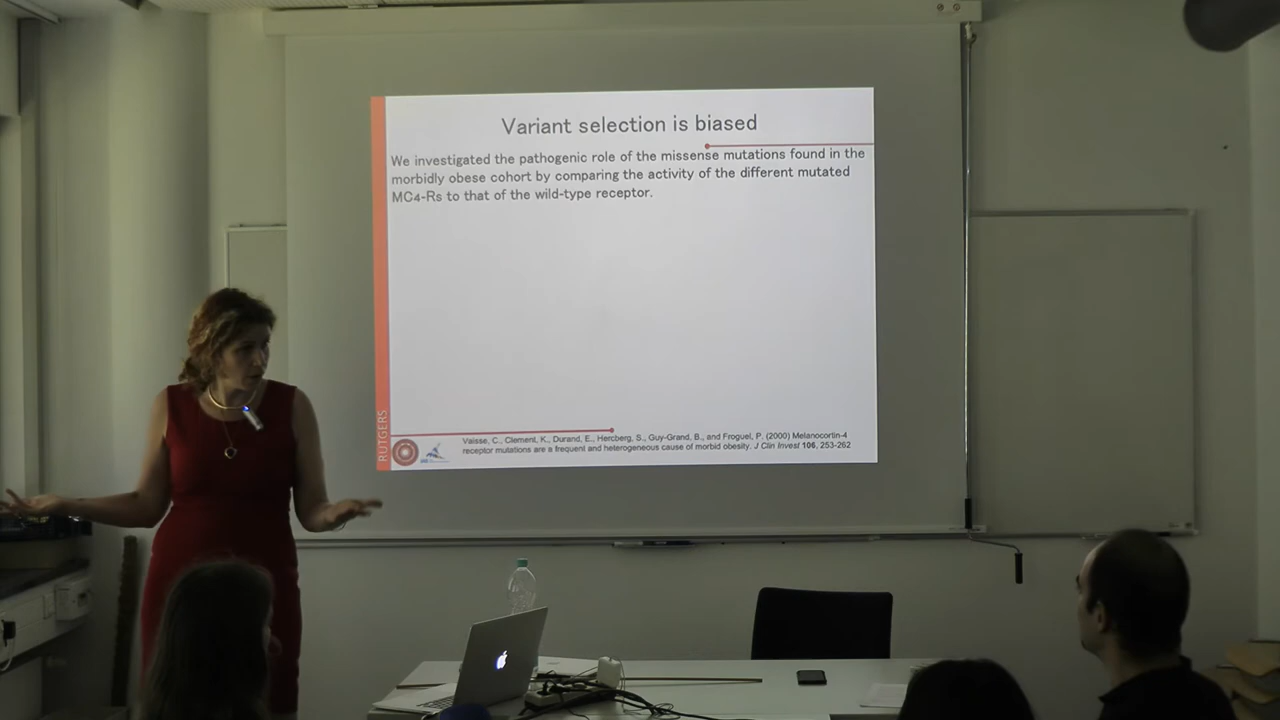 Variant selection is biased
We investigated the pathogenic role of the missense mutations found in the
morbidly obese cohort by comparing the activity of the different mutated
MC4-Rs to that of the wild-type receptor.
RUTGERS
Vaisse, C., Clement, K., Durand, E., Hercberg, S., Guy-Grand, B., and Froguel, P. (2000) Melanocortin-4
receptor mutations are a frequent and heterogeneous cause of morbid obesity. J Clin Invest 106, 253-262